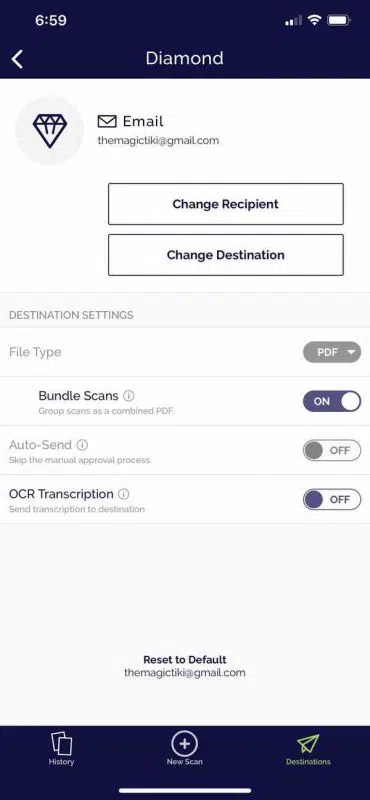 6:59
Diamond
Email
themagictiki@gmail.com
Change Recipient
Change Destination
DESTINATION SETTINGS
File Type
PDF
Bundle Scans
ON
Group scans as a combined PDF.
Auto-Send
OFF
Skip the manual approval process.
OCR Transcription
OFF
Send transcription to destination
Reset to Default
themagictiki@gmail.com
History
New Scan
Destinations